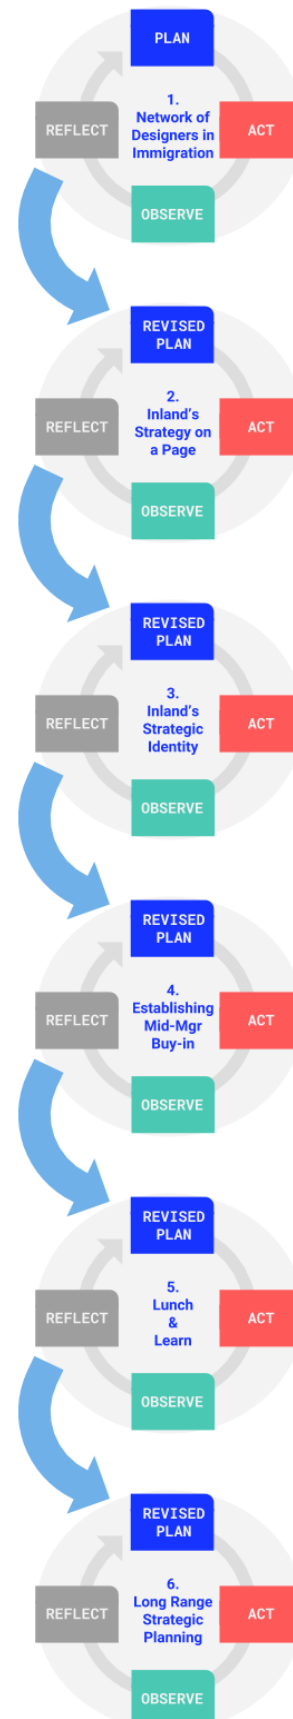 PLAN
1.
Network of
Designers in
Immigration
REFLECT
ACT
OBSERVE
REVISED
PLAN
2.
Inland's
Strategy on
a Page
REFLECT
ACT
OBSERVE
REVISED
PLAN
3.
Inland's
Strategic
Identity
REFLECT
ACT
OBSERVE
REVISED
PLAN
4.
Establishing
Mid-Mgr
Buy-in
REFLECT
ACT
OBSERVE
REVISED
PLAN
5.
Lunch
&
Learn
REFLECT
ACT
OBSERVE
REVISED
PLAN
6.
Long Range
Strategic
Planning
REFLECT
ACT
OBSERVE